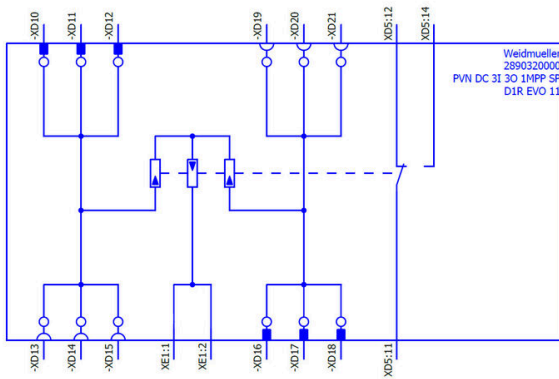 -XD10
-XD11
-XD12
-XD19
-XD20
-XD21
XD5:12
XD5:14
Weidmueller
2890320000
PVN DC 3I 3O 1MPP SP
D1R EVO 11
-XD13
-XD14
-XD15
XE1:1
XE1:2
-XD16
-XD17
-XD18
XD5:11